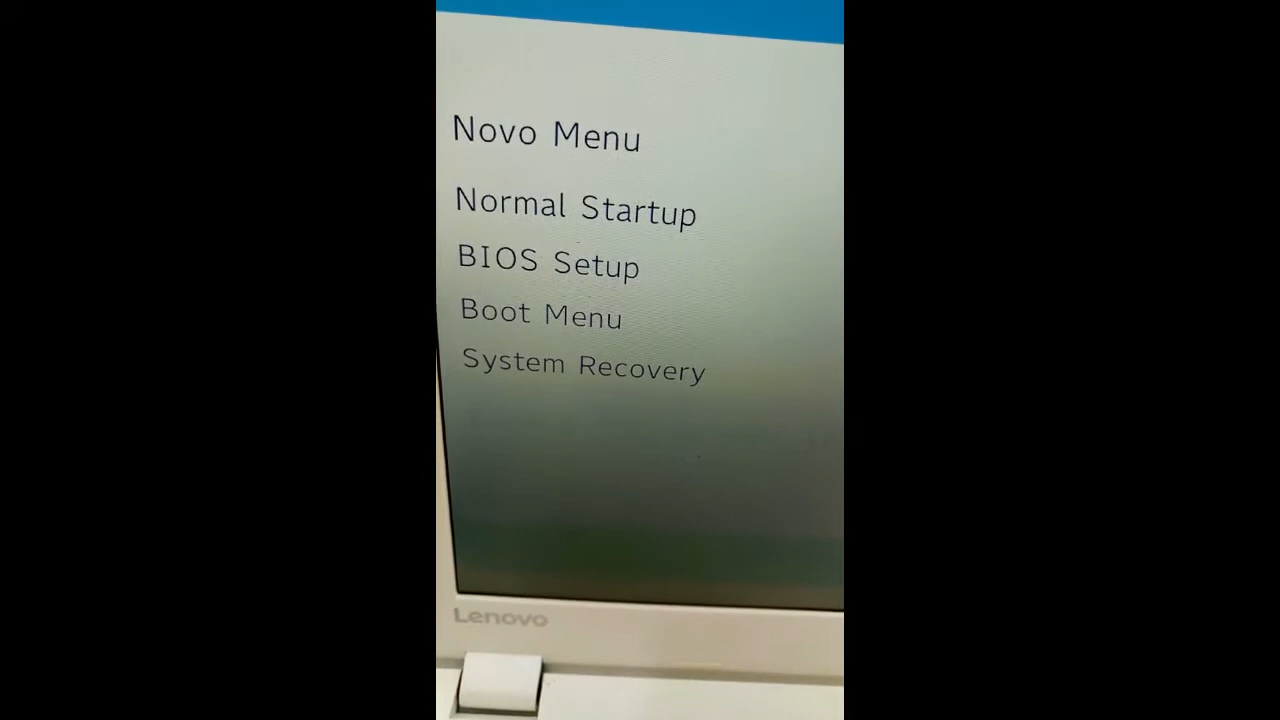 Novo Menu
Normal Startup
BIOS Setup
Boot Menu
System Recovery
Lenovo